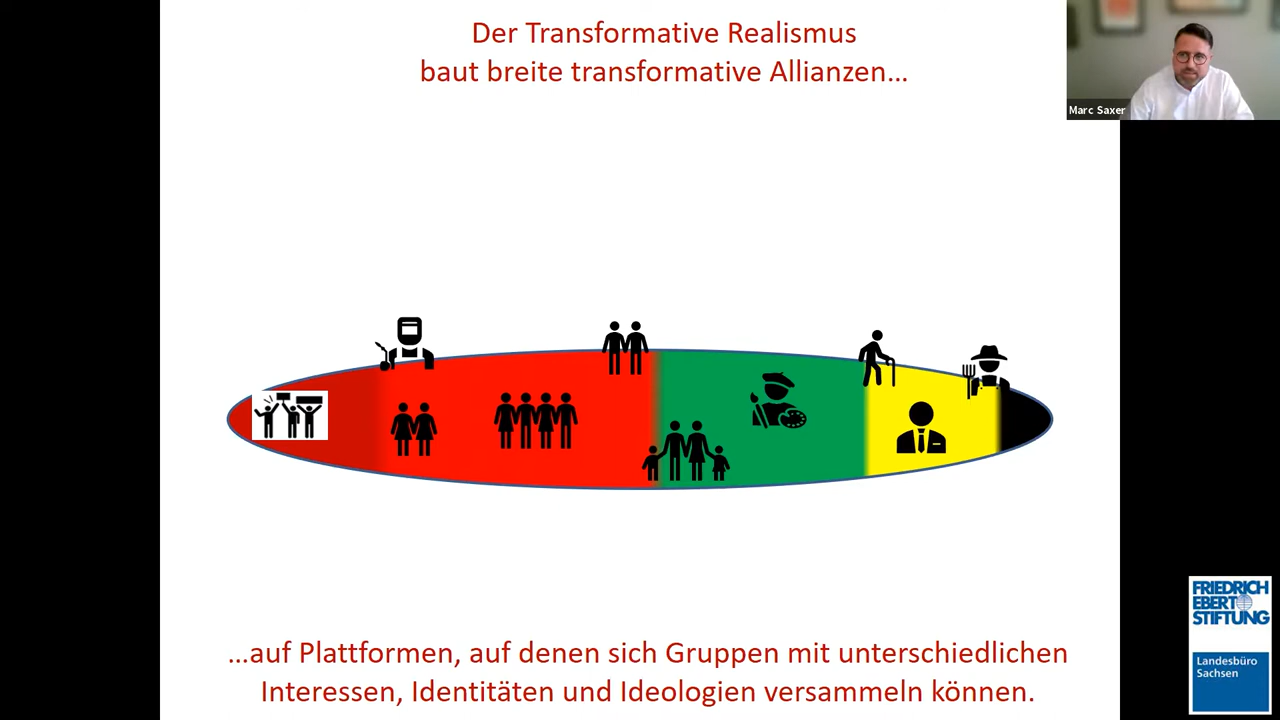 Der Transformative Realismus
baut breite transformative Allianzen...
Marc Saxer
...auf Plattformen, auf denen sich Gruppen mit unterschiedlichen
Interessen, Identitäten und Ideologien versammeln können.
FRIEDRICH
EBERT
STIFTUNG
Landesbüro
Sachsen